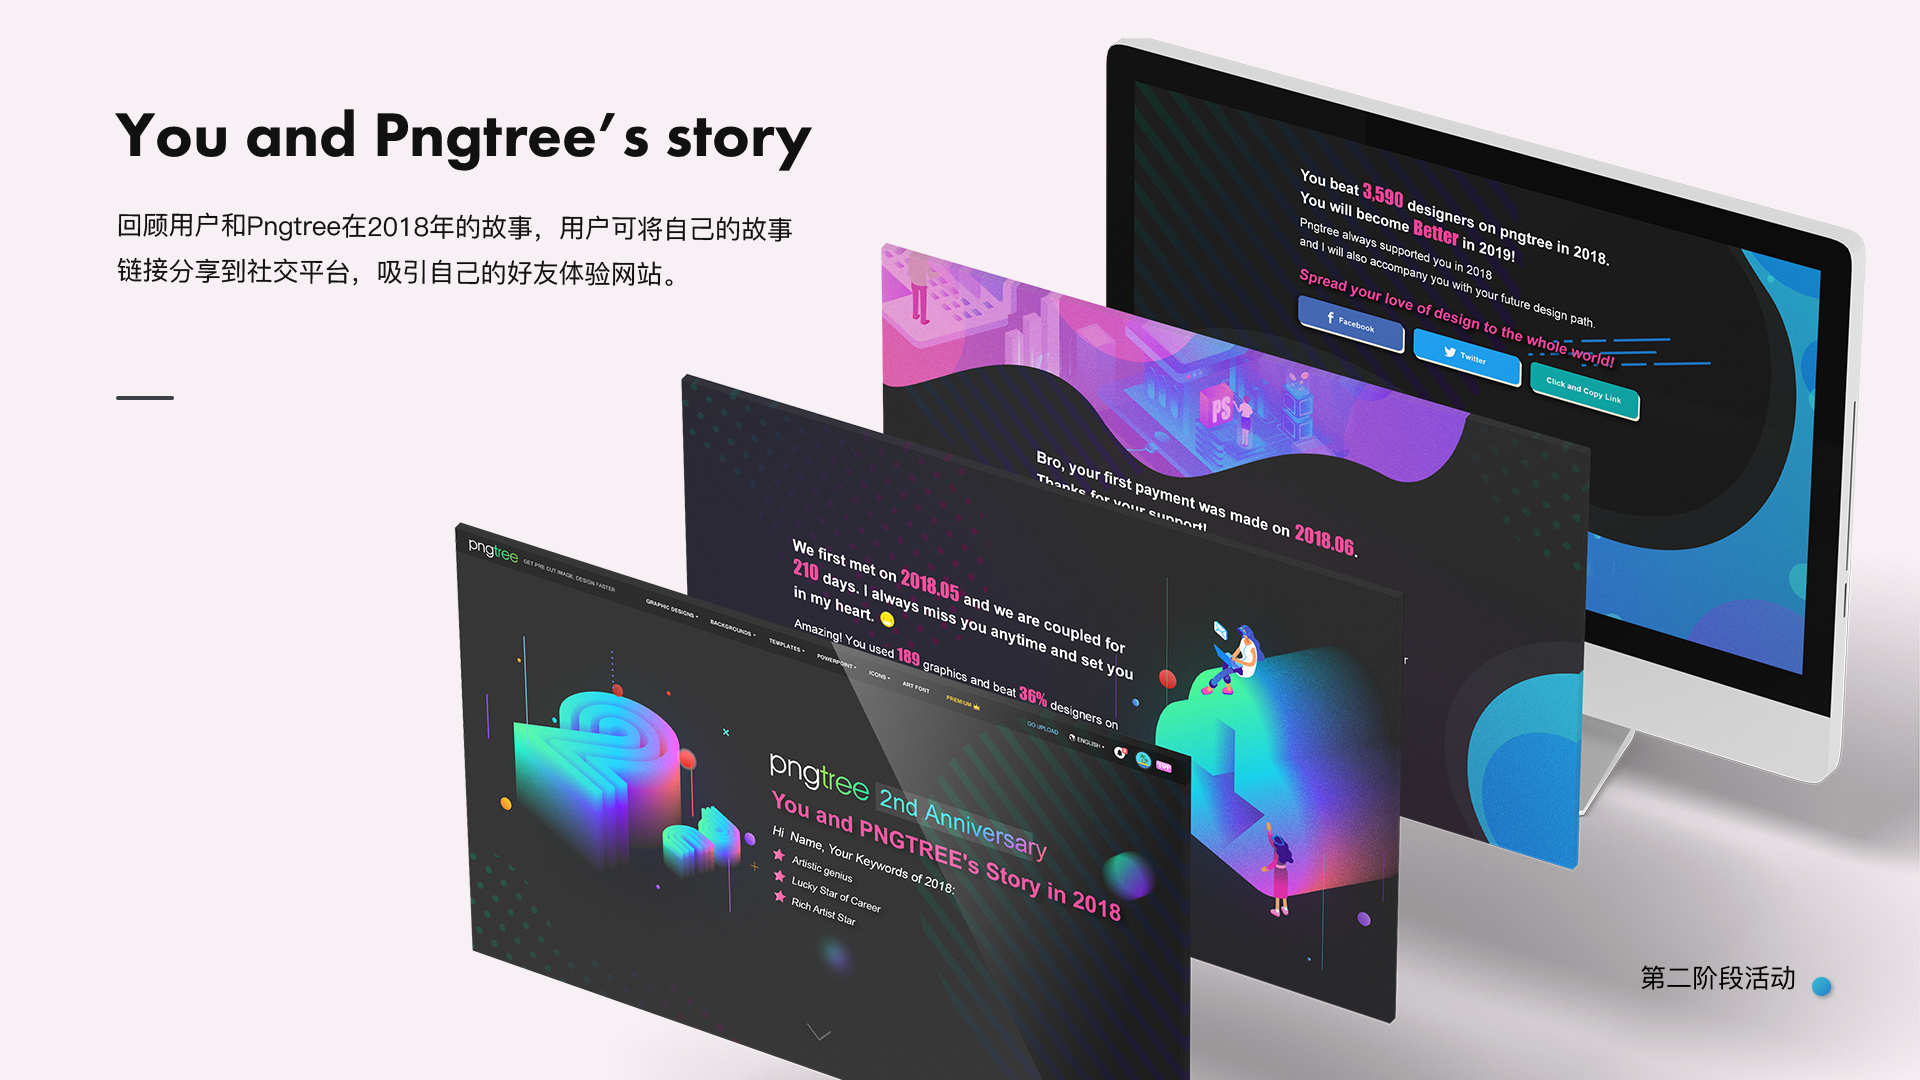 You and Pngtree’s story
回顾用户和Pngtree在2018年的故事，用户可将自己的故事
链接分享到社交平台，吸引自己的好友体验网站。
You beat 3,590 designers on pngtree in 2018.
You will become Better in 2019!
Pngtree always supported you in 2018
and I will also accompany you with your future design path.
Spread your love of design to the whole world!
Facebook
Twitter
Click and Copy Link
PS
Bro, your first payment was made on 2018.06.
Thanks for your support!
r
We first met on 2018.05 and we are coupled for
210 days. I always miss you anytime and set you
in my heart.
Amazing! You used 189 graphics and beat 36% designers on
pngtree GET PRE CUT IMAGE, DESIGN FASTER
GRAPHIC DESIGNS BACKGROUNDS TEMPLATES POWERPOINT ICONS ART FONT PREMIUM GO UPLOAD ENGLISH
pngtree 2nd Anniversary
You and PNGTREE's Story in 2018
Hi Name, Your Keywords of 2018:
Artistic genius
Lucky Star of Career
Rich Artist Star
第二阶段活动